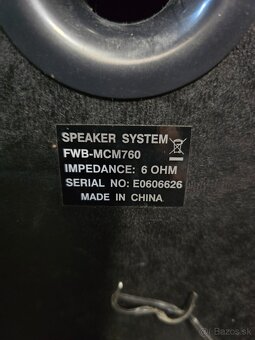 SPEAKER SYSTEM
FWB-MCM760
IMPEDANCE: 6 OHM
SERIAL NO: E0606626
MADE IN CHINA
Bazos.sk